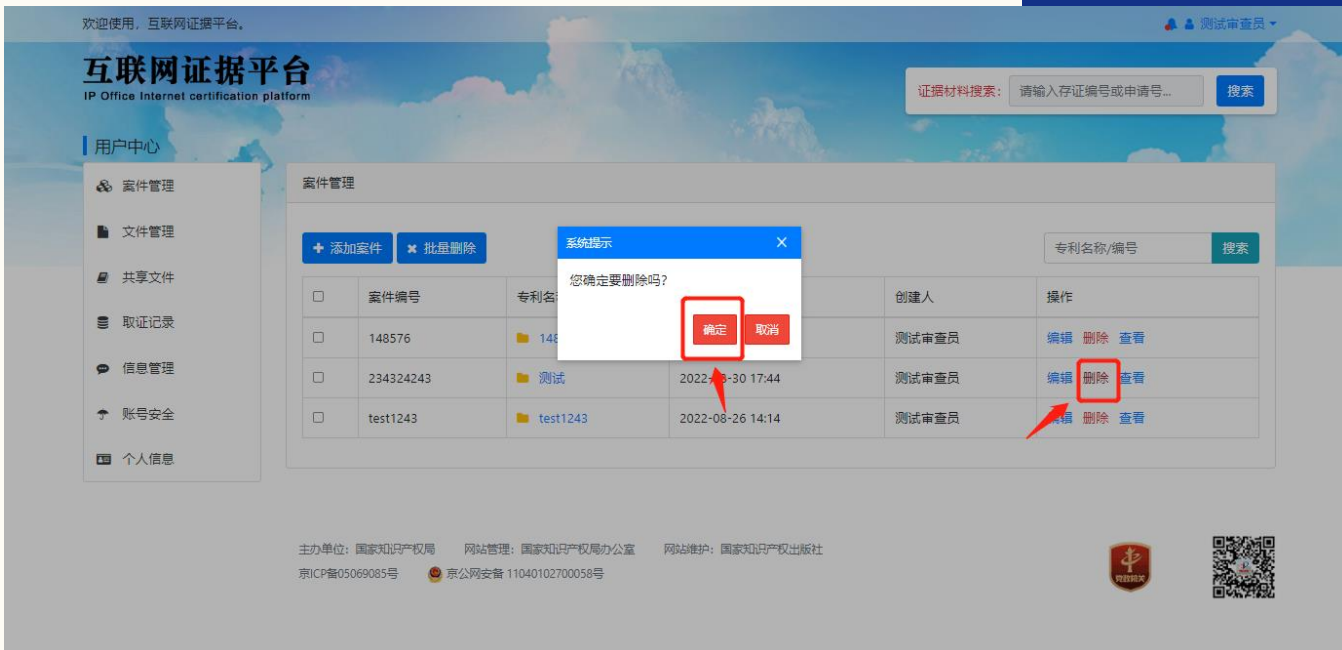 欢迎使用，互联网证据平台。
测试审查员
互联网证据平台
IP Office Internet certification platform
证据材料搜索： 请输入存证编号或申请号... 搜索
用户中心
案件管理
文件管理
共享文件
取证记录
信息管理
账号安全
个人信息
案件管理
添加案件 批量删除
专利名称/编号 搜索
系统提示
您确定要删除吗？
确定 取消
案件编号 专利名 创建人 操作
148576 148 测试审查员 编辑 删除 查看
234324243 测试 2022- -30 17:44 测试审查员 编辑 删除 查看
test1243 test1243 2022-08-26 14:14 测试审查员 编辑 删除 查看
主办单位：国家知识产权局 网站管理：国家知识产权局办公室 网站维护：国家知识产权出版社
京ICP备05069085号 京公网安备 11040102700058号
党政机关